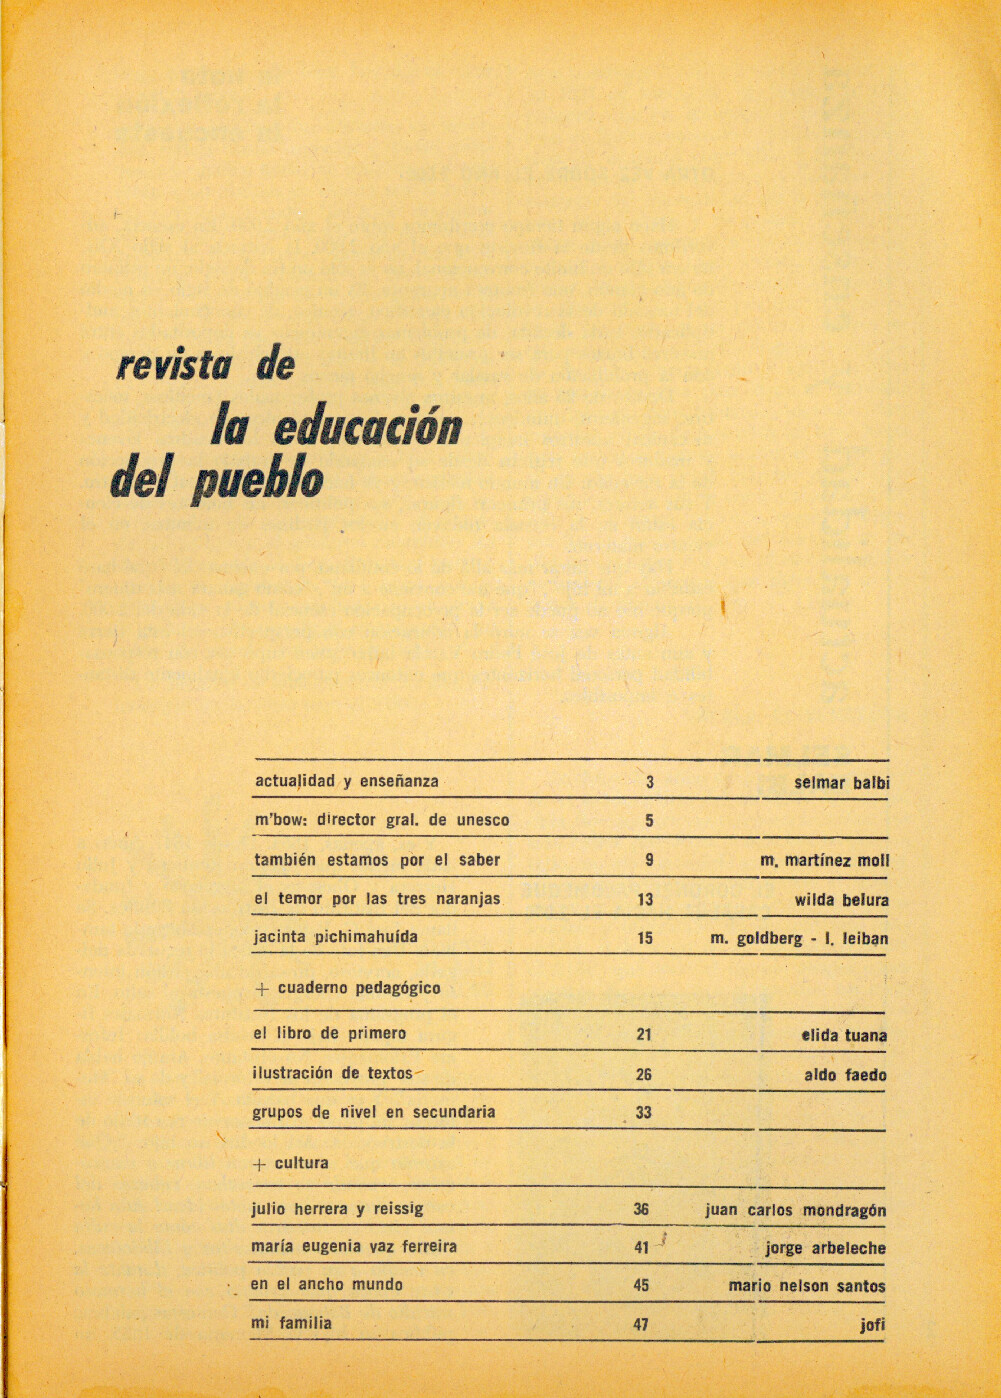 revista de
la educación
del pueblo
actualidad y enseñanza 3 selmar balbi
m'bow: director gral. de unesco 5
también estamos por el saber 9 m. martínez moll
el temor por las tres naranjas 13 wilda belura
jacinta pichimahuída 15 m. goldberg - l. leiban
+ cuaderno pedagógico
el libro de primero 21 elida tuana
ilustración de textos 26 aldo faedo
grupos de nivel en secundaria 33
+ cultura
julio herrera y reissig 36 juan carlos mondragón
maría eugenia vaz ferreira 41 jorge arbeleche
en el ancho mundo 45 mario nelson santos
mi familia 47 jofi